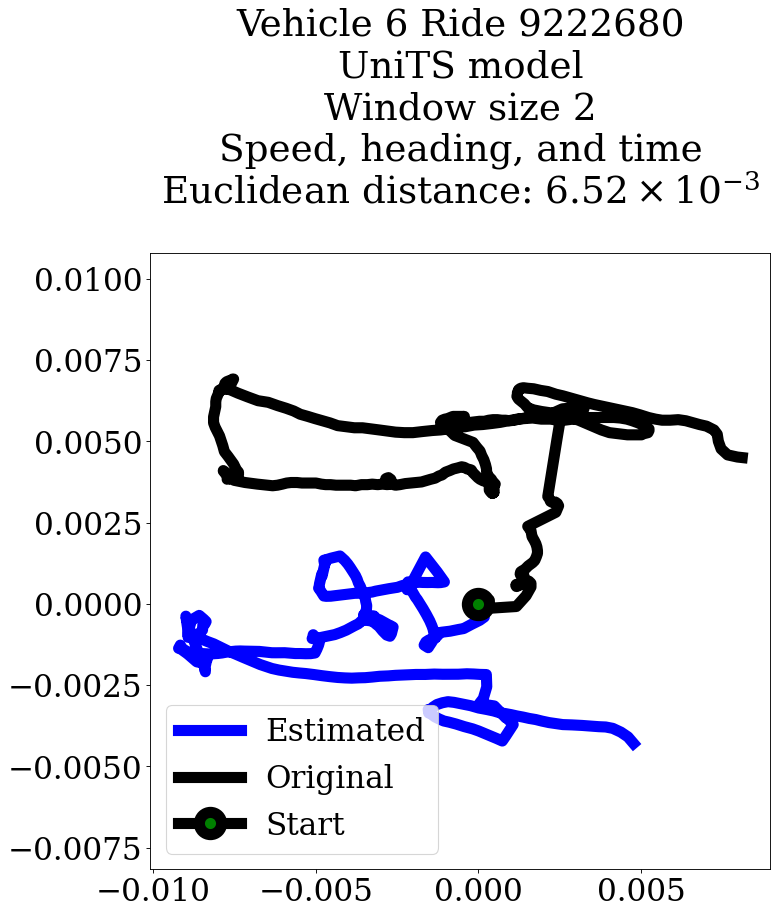 Vehicle 6 Ride 9222680
UniTS model
Window size 2
Speed, heading, and time
Euclidean distance: 6.52 × 10⁻³
0.0100
0.0075
0.0050
0.0025
0.0000
−0.0025
−0.0050
−0.0075
Estimated
Original
Start
−0.010 −0.005 0.000 0.005